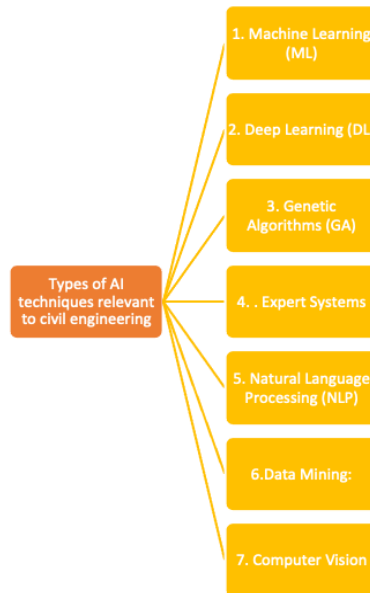 1. Machine Learning
(ML)
2. Deep Learning (DL
3. Genetic
Algorithms (GA)
Types of AI
techniques relevant
to civil engineering
4. . Expert Systems
5. Natural Language
Processing (NLP)
6.Data Mining:
7. Computer Vision